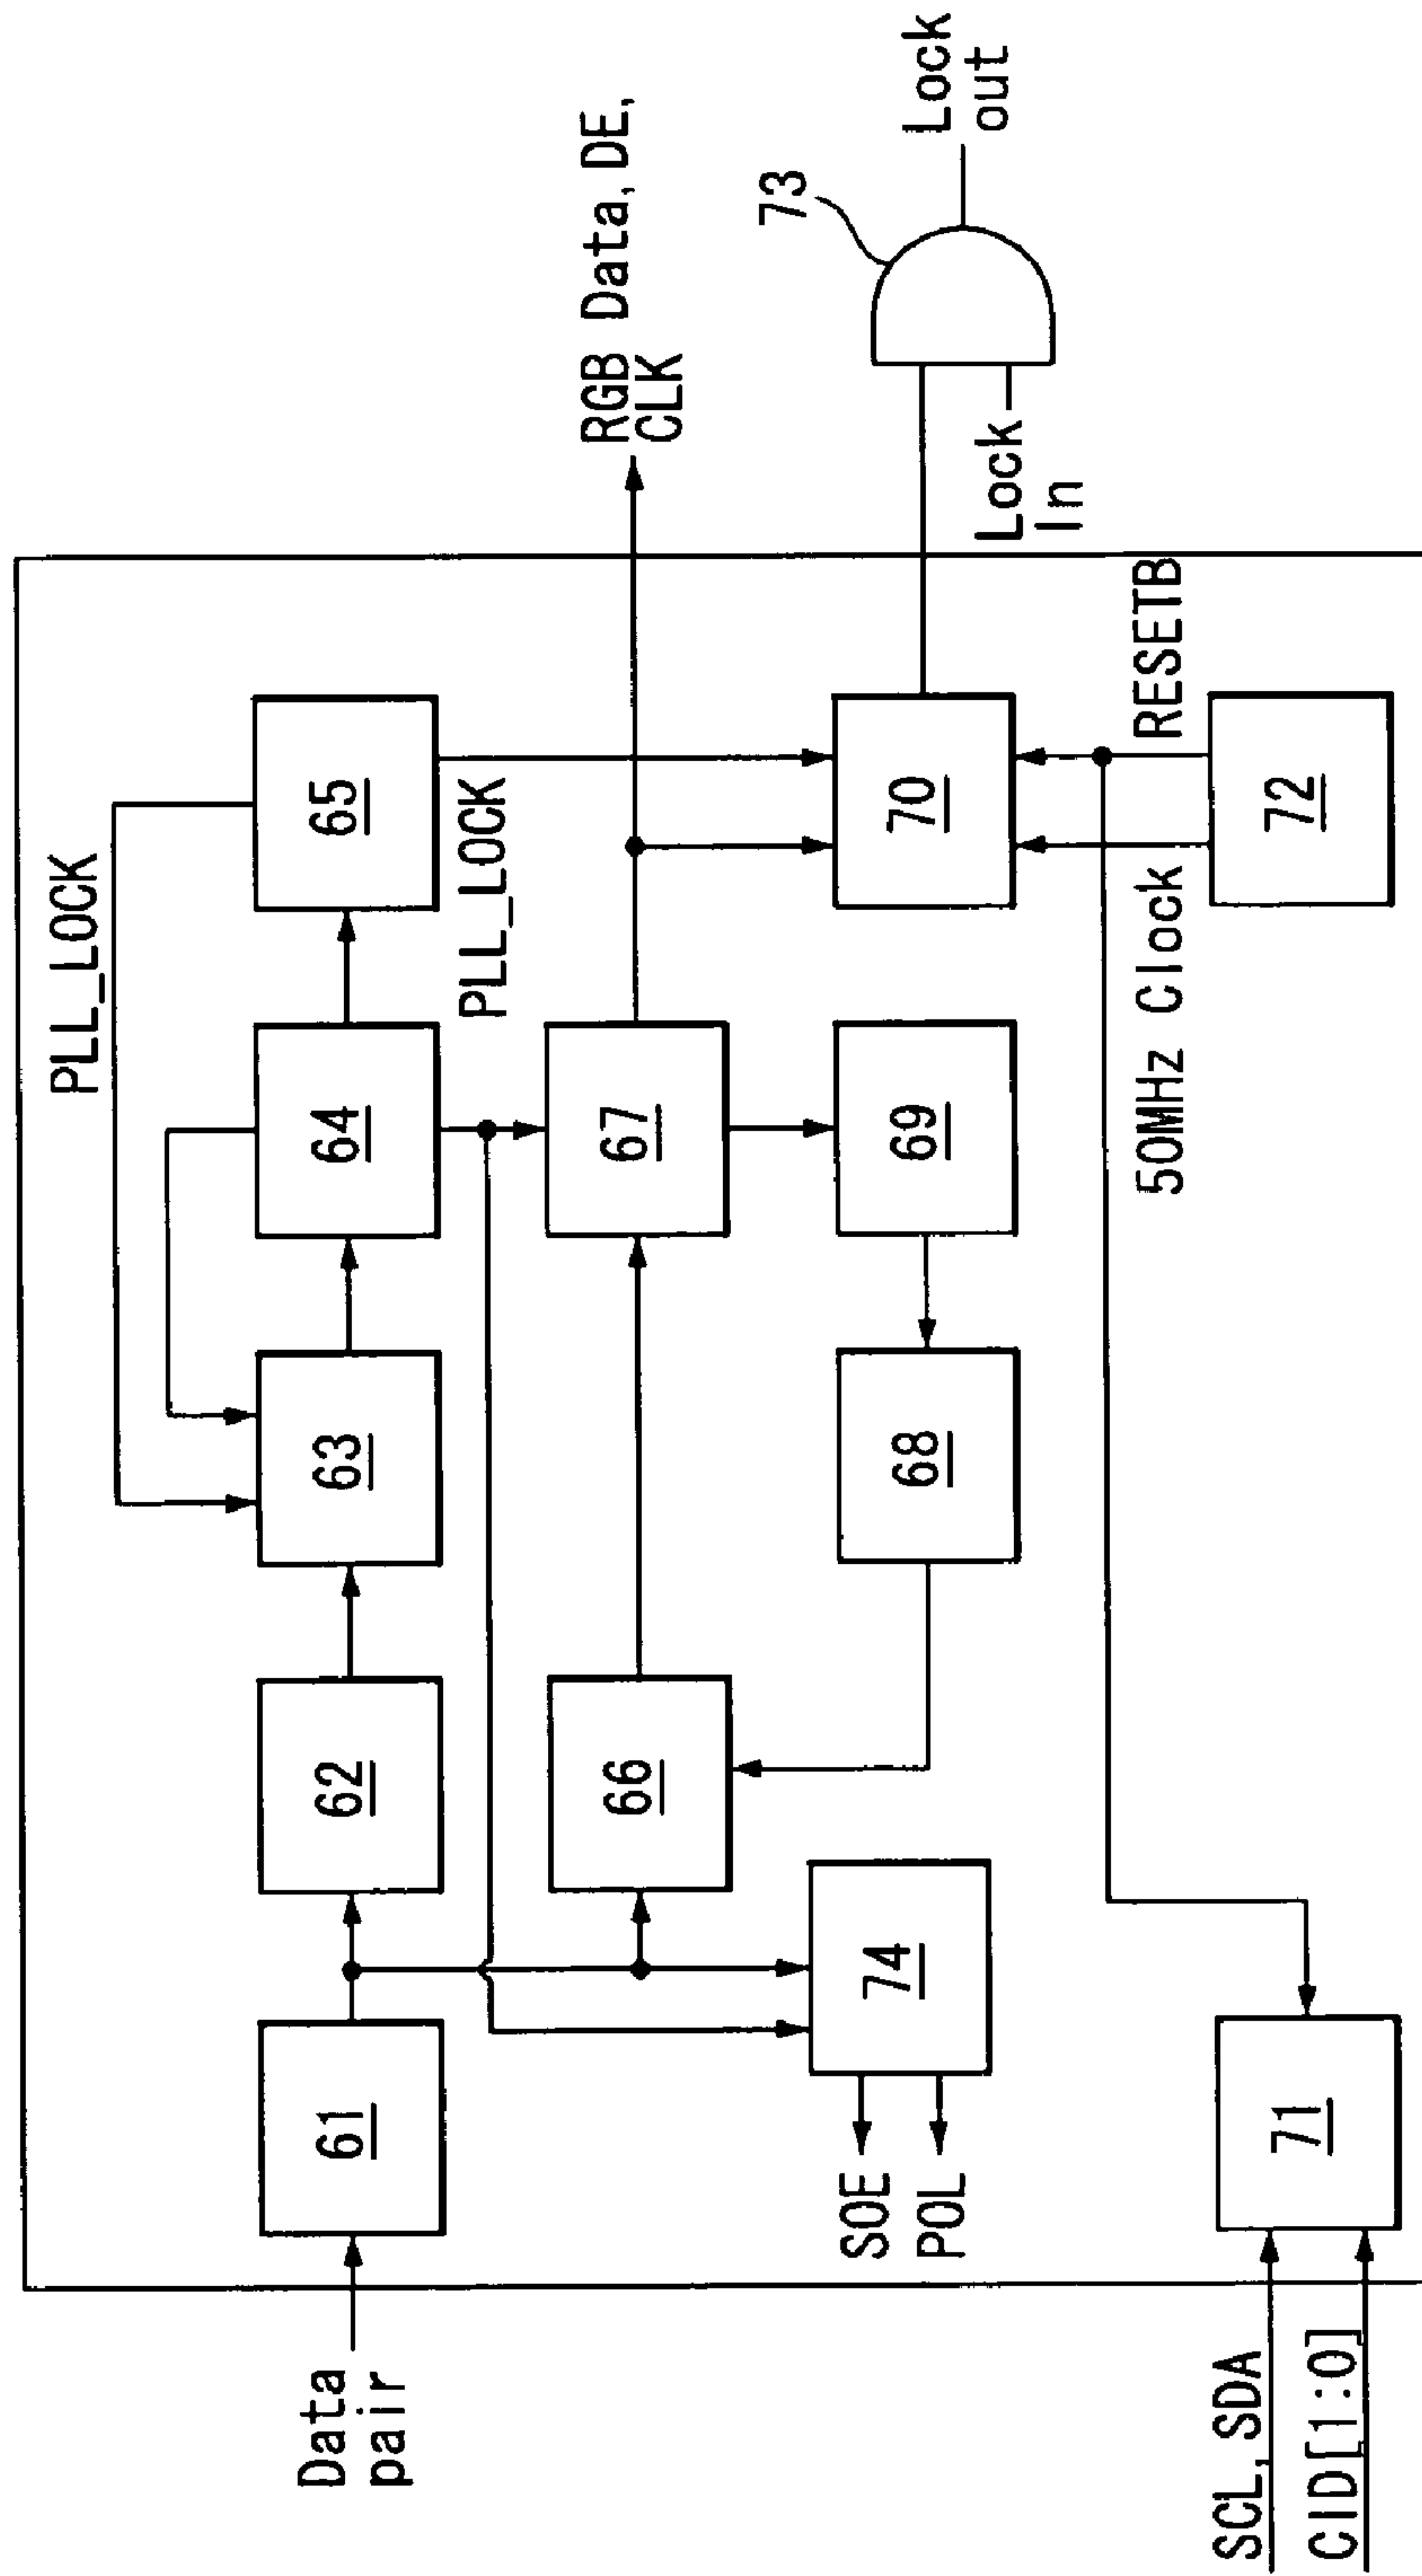 PLL_LOCK
Data
pair
61
62
63
64
65
PLL_LOCK
RGB Data, DE,
CLK
66
67
SOE
POL
74
68
69
70
73
Lock
out
Lock
In
50MHz Clock
RESETB
SCL, SDA
CID[1:0]
71
72